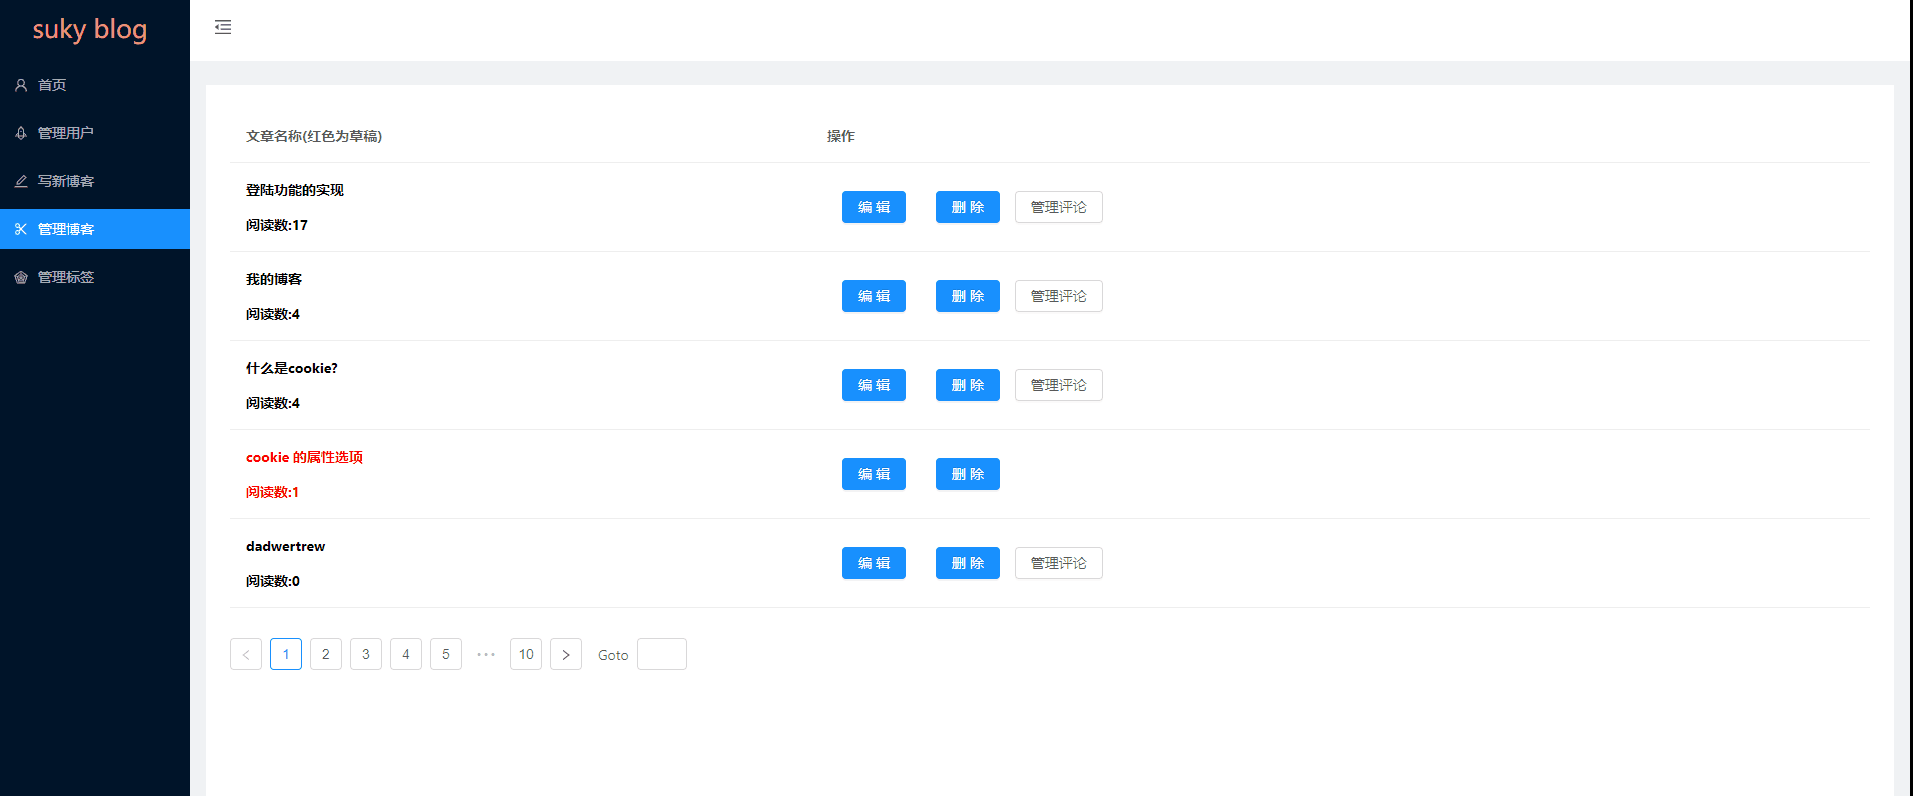 suky blog
首页
管理用户
写新博客
管理博客
管理标签
文章名称(红色为草稿) 操作
登陆功能的实现
阅读数:17
编 辑 删 除 管理评论
我的博客
阅读数:4
编 辑 删 除 管理评论
什么是cookie?
阅读数:4
编 辑 删 除 管理评论
cookie 的属性选项
阅读数:1
编 辑 删 除
dadwertrew
阅读数:0
编 辑 删 除 管理评论
< 1 2 3 4 5 ••• 10 > Goto